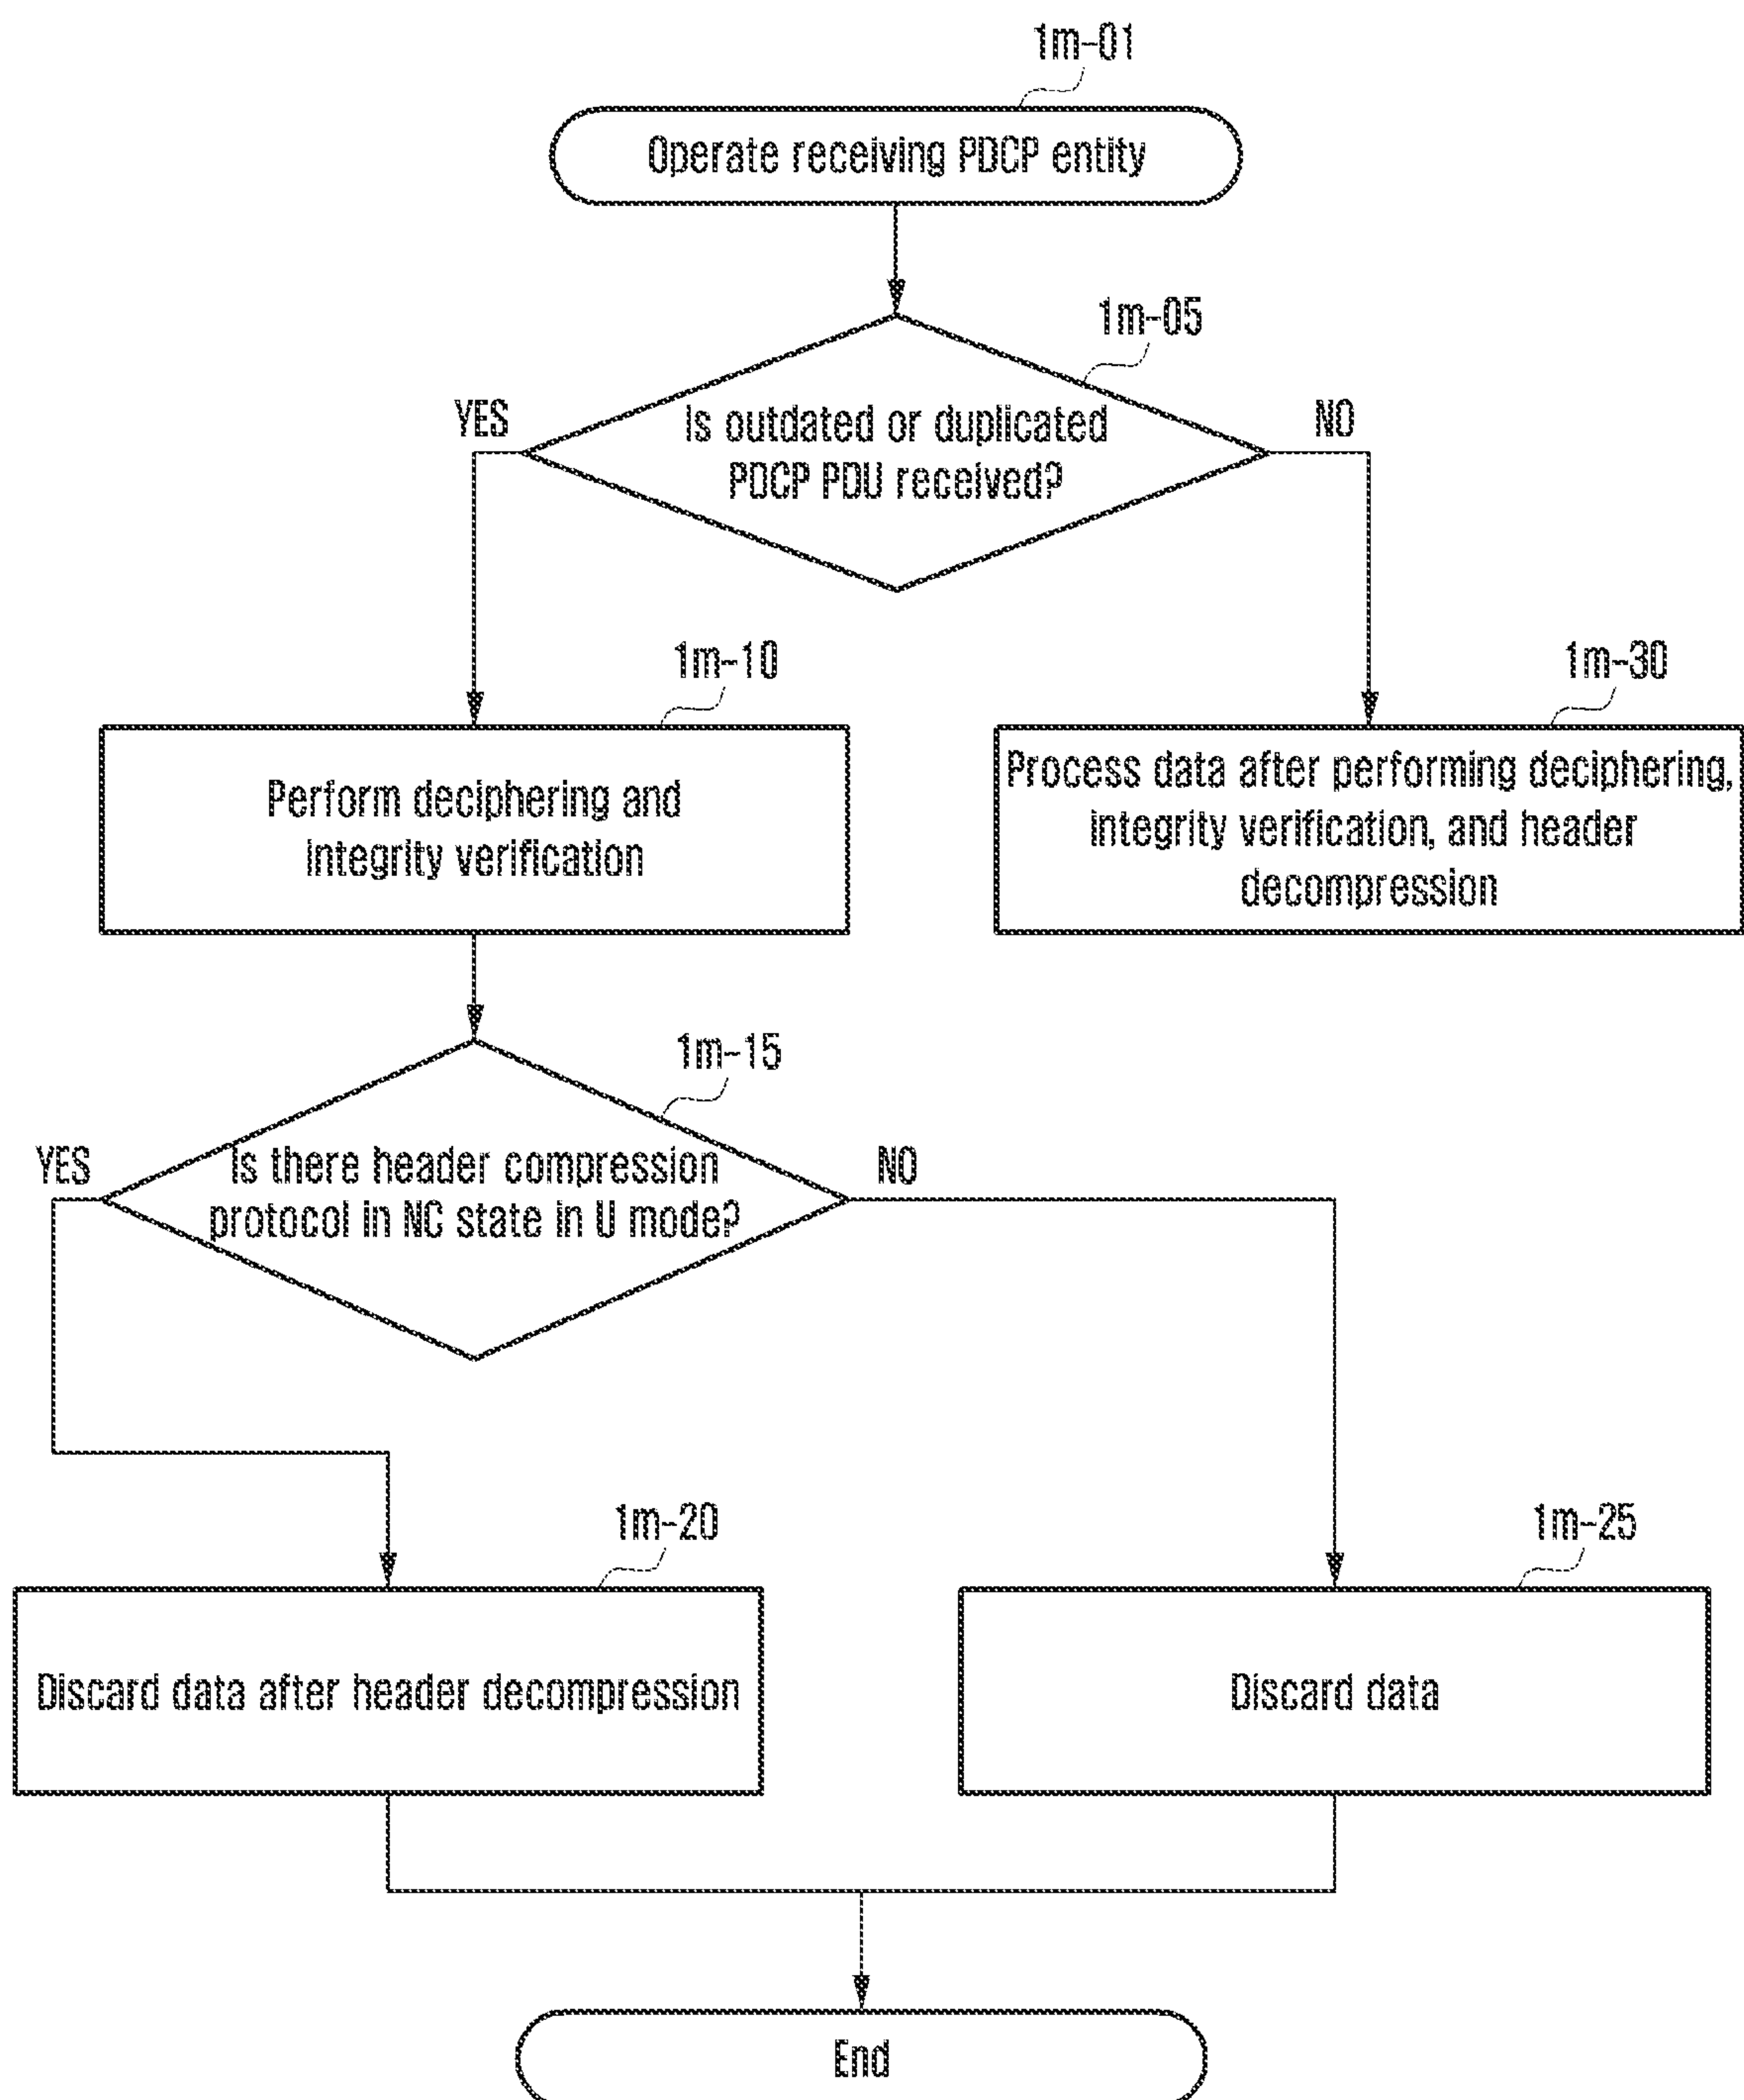 1m-01
Operate receiving PDCP entity
1m-05
YES
Is outdated or duplicated
PDCP PDU received?
NO
1m-10
1m-30
Perform deciphering and
integrity verification
Process data after performing deciphering,
integrity verification, and header
decompression
1m-15
YES
Is there header compression
protocol in NC state in U mode?
NO
1m-20
1m-25
Discard data after header decompression
Discard data
End